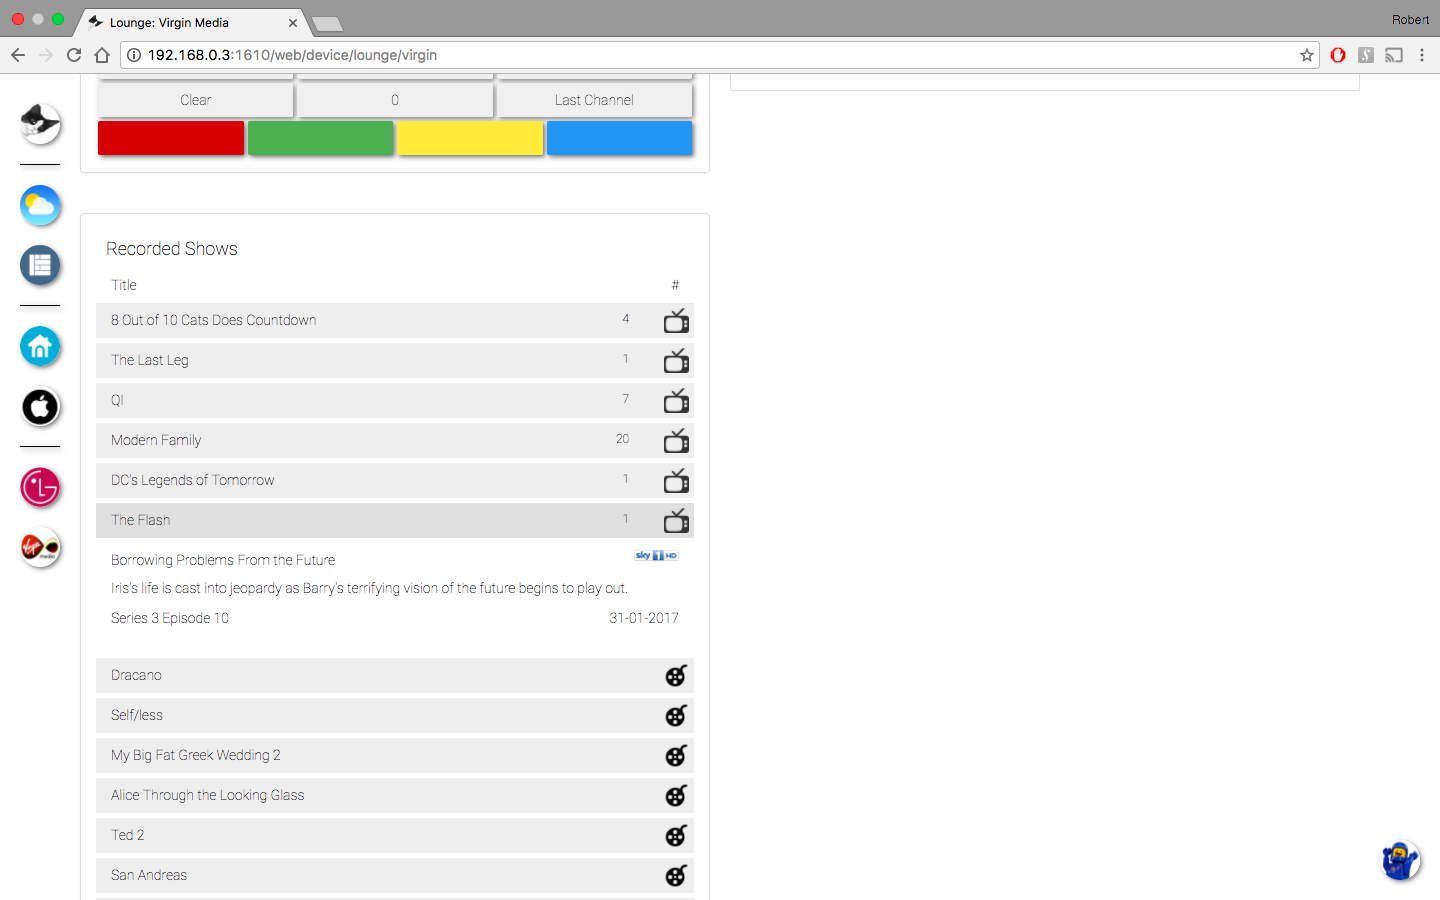 Lounge: Virgin Media
Robert
192.168.0.3:1610/web/device/lounge/virgin
Clear 0 Last Channel
Recorded Shows
Title #
8 Out of 10 Cats Does Countdown 4
The Last Leg 1
QI 7
Modern Family 20
DC's Legends of Tomorrow 1
The Flash 1
Borrowing Problems From the Future sky 1 HD
Iris's life is cast into jeopardy as Barry's terrifying vision of the future begins to play out.
Series 3 Episode 10 31-01-2017
Dracano
Self/less
My Big Fat Greek Wedding 2
Alice Through the Looking Glass
Ted 2
San Andreas
LG
Virgin
media